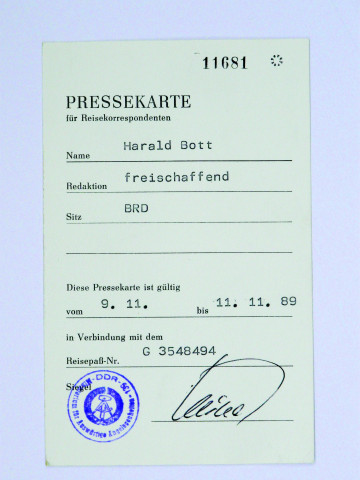 11681
PRESSEKARTE
für Reisekorrespondenten
Name Harald Bott
Redaktion freischaffend
Sitz BRD
Diese Pressekarte ist gültig
vom 9. 11. bis 11. 11. 89
in Verbindung mit dem
Reisepaß-Nr. G 3548494
Siegel